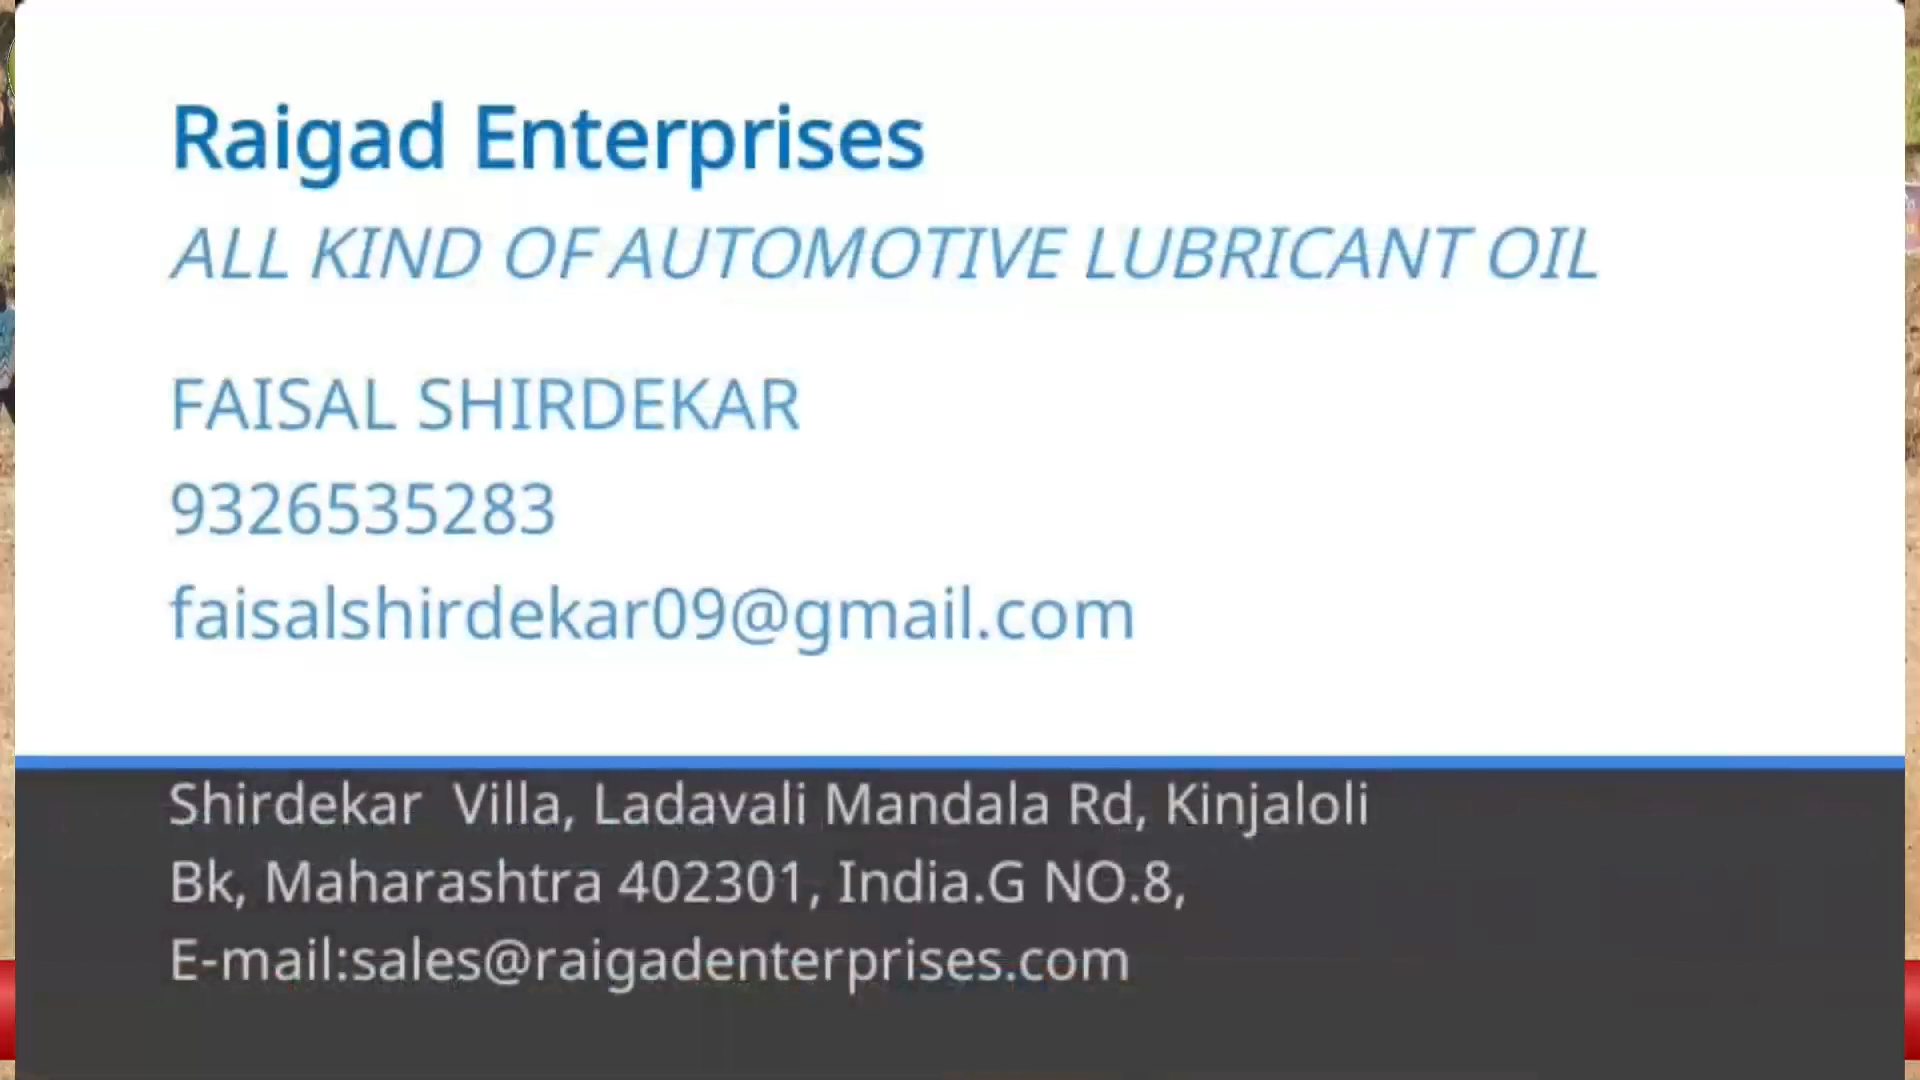 Raigad Enterprises
ALL KIND OF AUTOMOTIVE LUBRICANT OIL
FAISAL SHIRDEKAR
9326535283
faisalshirdekar09@gmail.com
Shirdekar  Villa, Ladavali Mandala Rd, Kinjaloli
Bk, Maharashtra 402301, India.G NO.8,
E-mail:sales@raigadenterprises.com